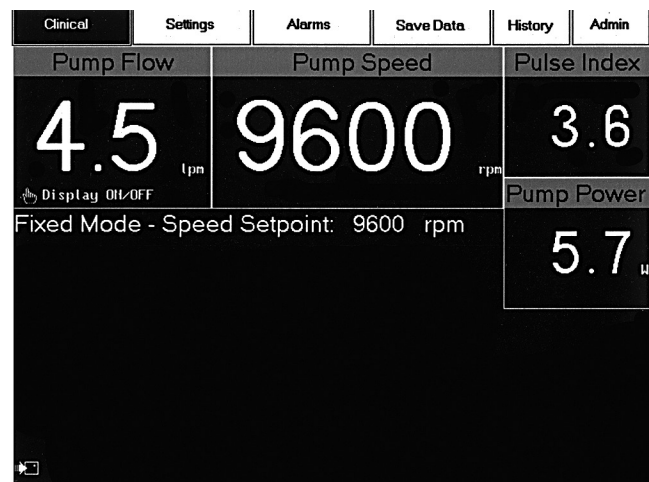 Clinical Settings Alarms Save Data History Admin
Pump Flow Pump Speed Pulse Index
4.5 lpm 9600 rpm 3.6
Display ON/OFF
Pump Power
Fixed Mode - Speed Setpoint: 9600 rpm
5.7 W